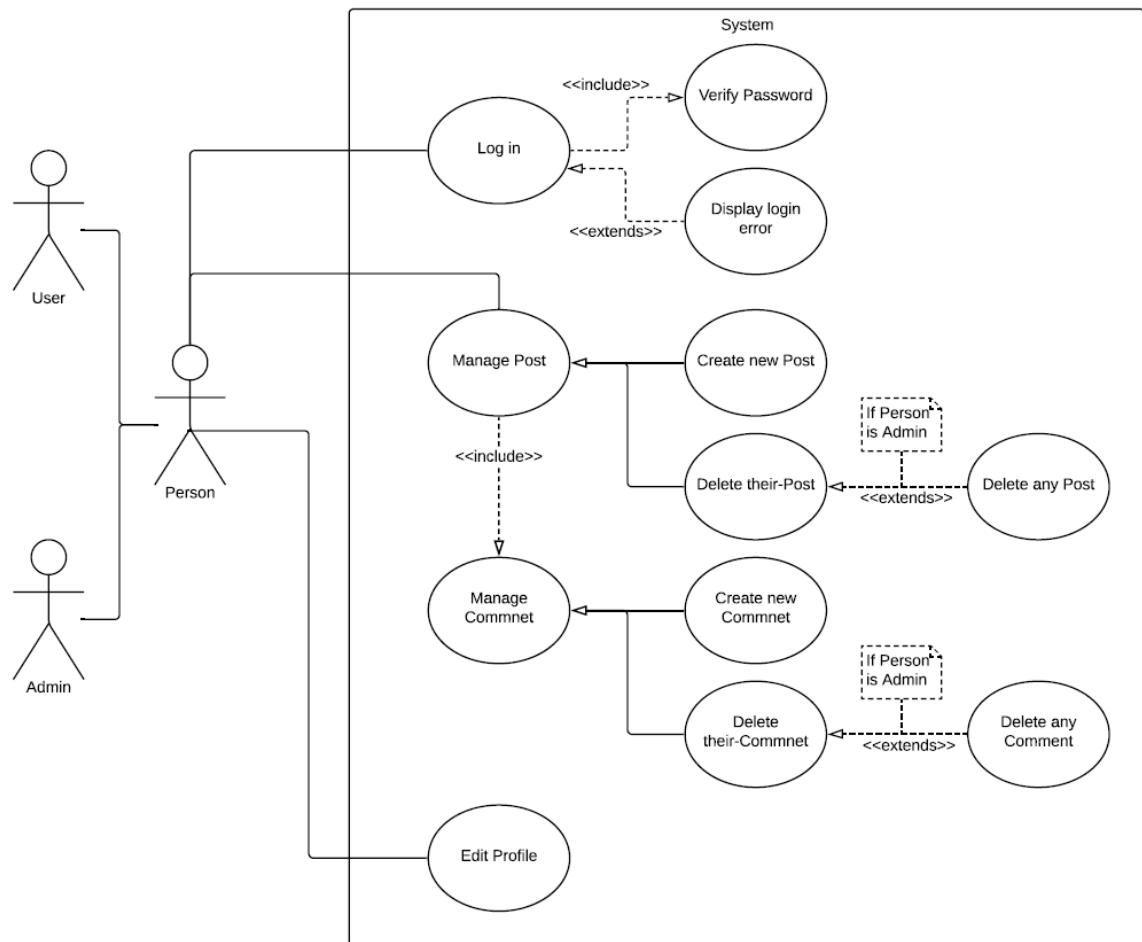 System
<<include>>
Verify Password
Log in
Display login
error
<<extends>>
User
Manage Post
Create new Post
If Person
is Admin
<<include>>
Delete their-Post
<<extends>>
Delete any Post
Person
Manage
Commnet
Create new
Commnet
If Person
is Admin
Admin
Delete
their-Commnet
<<extends>>
Delete any
Comment
Edit Profile